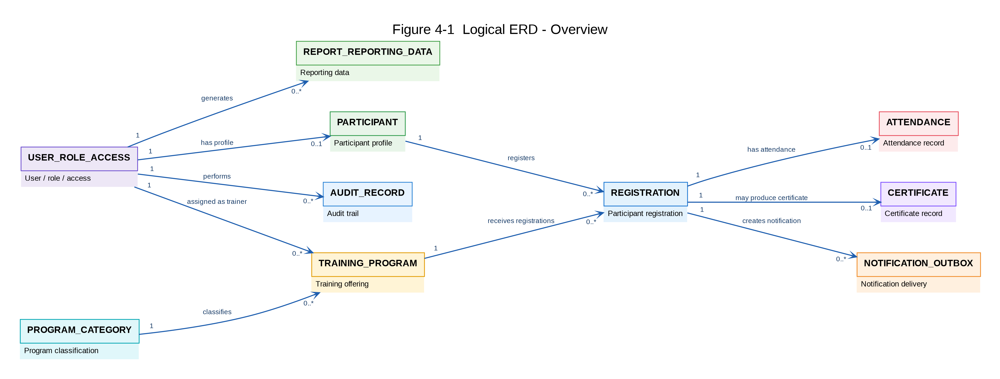 Figure 4-1  Logical ERD - Overview
REPORT_REPORTING_DATA
Reporting data
generates
1
0..*
PARTICIPANT
Participant profile
has profile
1
0..1
USER_ROLE_ACCESS
User / role / access
performs
1
0..*
AUDIT_RECORD
Audit trail
assigned as trainer
1
0..*
TRAINING_PROGRAM
Training offering
PROGRAM_CATEGORY
Program classification
classifies
1
0..*
registers
1
0..*
receives registrations
1
0..*
REGISTRATION
Participant registration
has attendance
1
0..1
ATTENDANCE
Attendance record
may produce certificate
1
0..1
CERTIFICATE
Certificate record
creates notification
1
0..*
NOTIFICATION_OUTBOX
Notification delivery